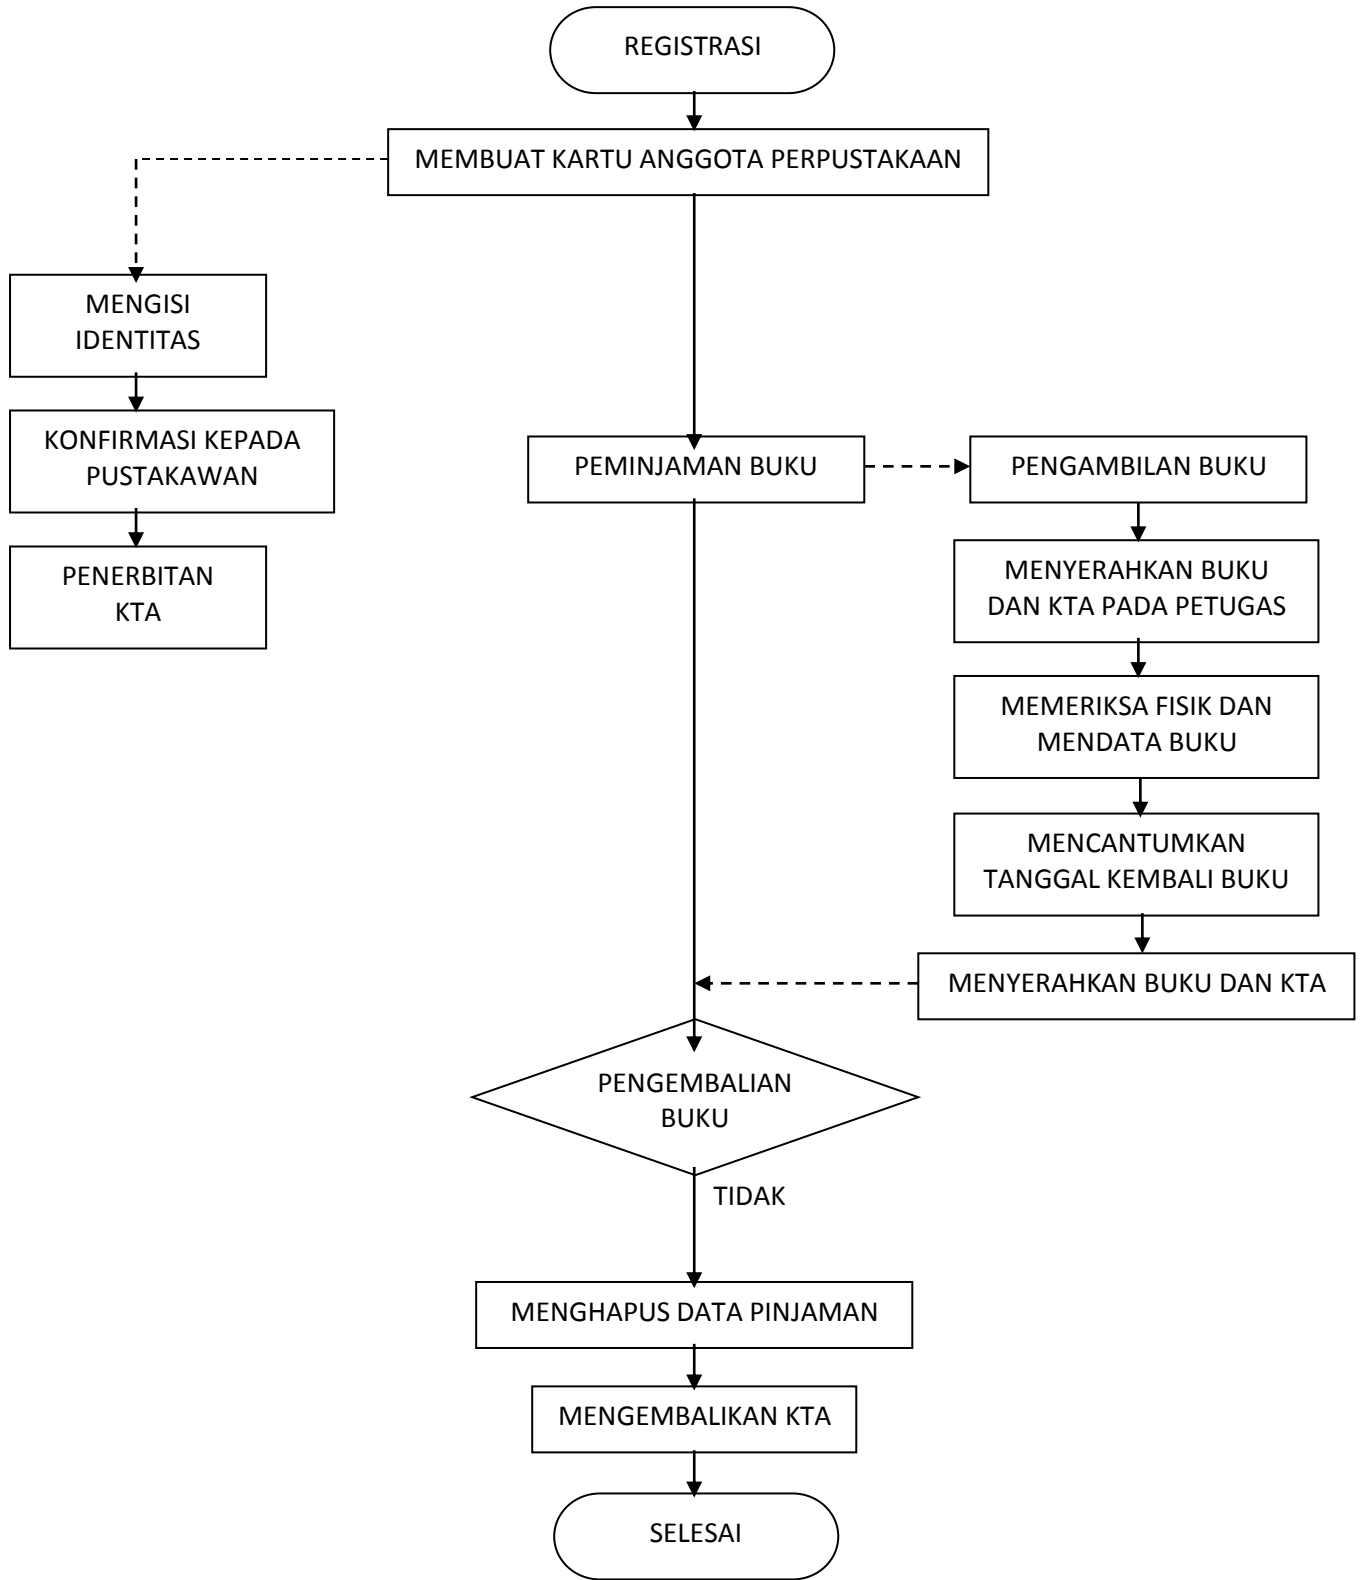 REGISTRASI
MEMBUAT KARTU ANGGOTA PERPUSTAKAAN
MENGISI
IDENTITAS
KONFIRMASI KEPADA
PUSTAKAWAN
PENERBITAN
KTA
PEMINJAMAN BUKU
PENGAMBILAN BUKU
MENYERAHKAN BUKU
DAN KTA PADA PETUGAS
MEMERIKSA FISIK DAN
MENDATA BUKU
MENCANTUMKAN
TANGGAL KEMBALI BUKU
MENYERAHKAN BUKU DAN KTA
PENGEMBALIAN
BUKU
TIDAK
MENGHAPUS DATA PINJAMAN
MENGEMBALIKAN KTA
SELESAI